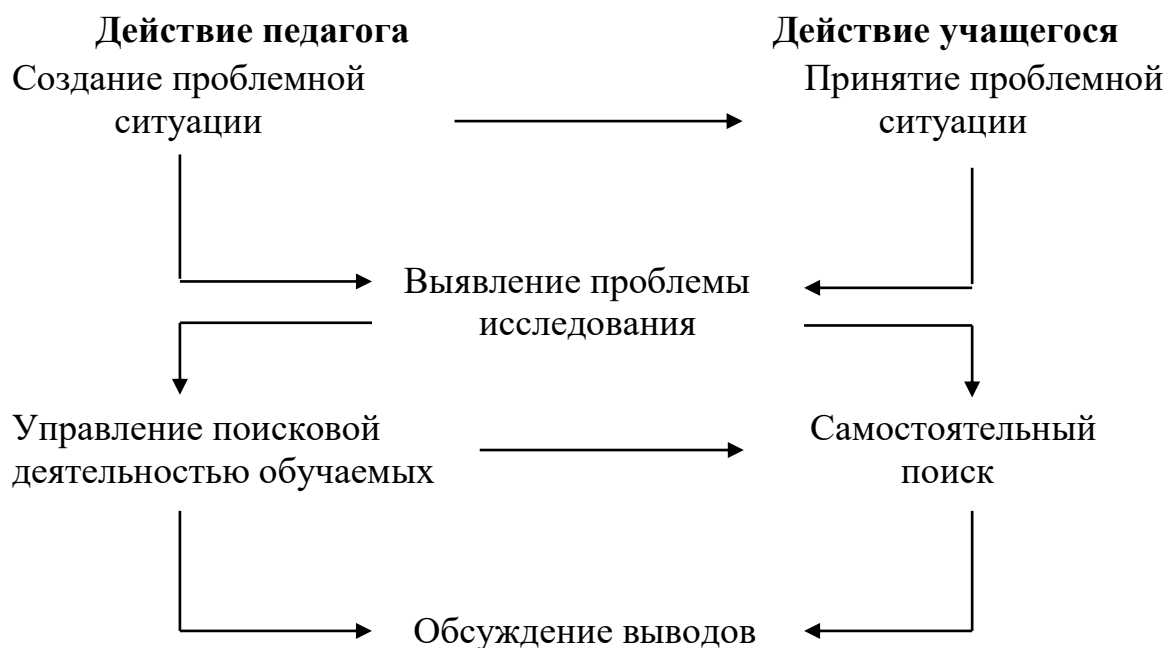 Действие педагога
Действие учащегося
Создание проблемной
ситуации
Принятие проблемной
ситуации
Выявление проблемы
исследования
Управление поисковой
деятельностью обучаемых
Самостоятельный
поиск
Обсуждение выводов